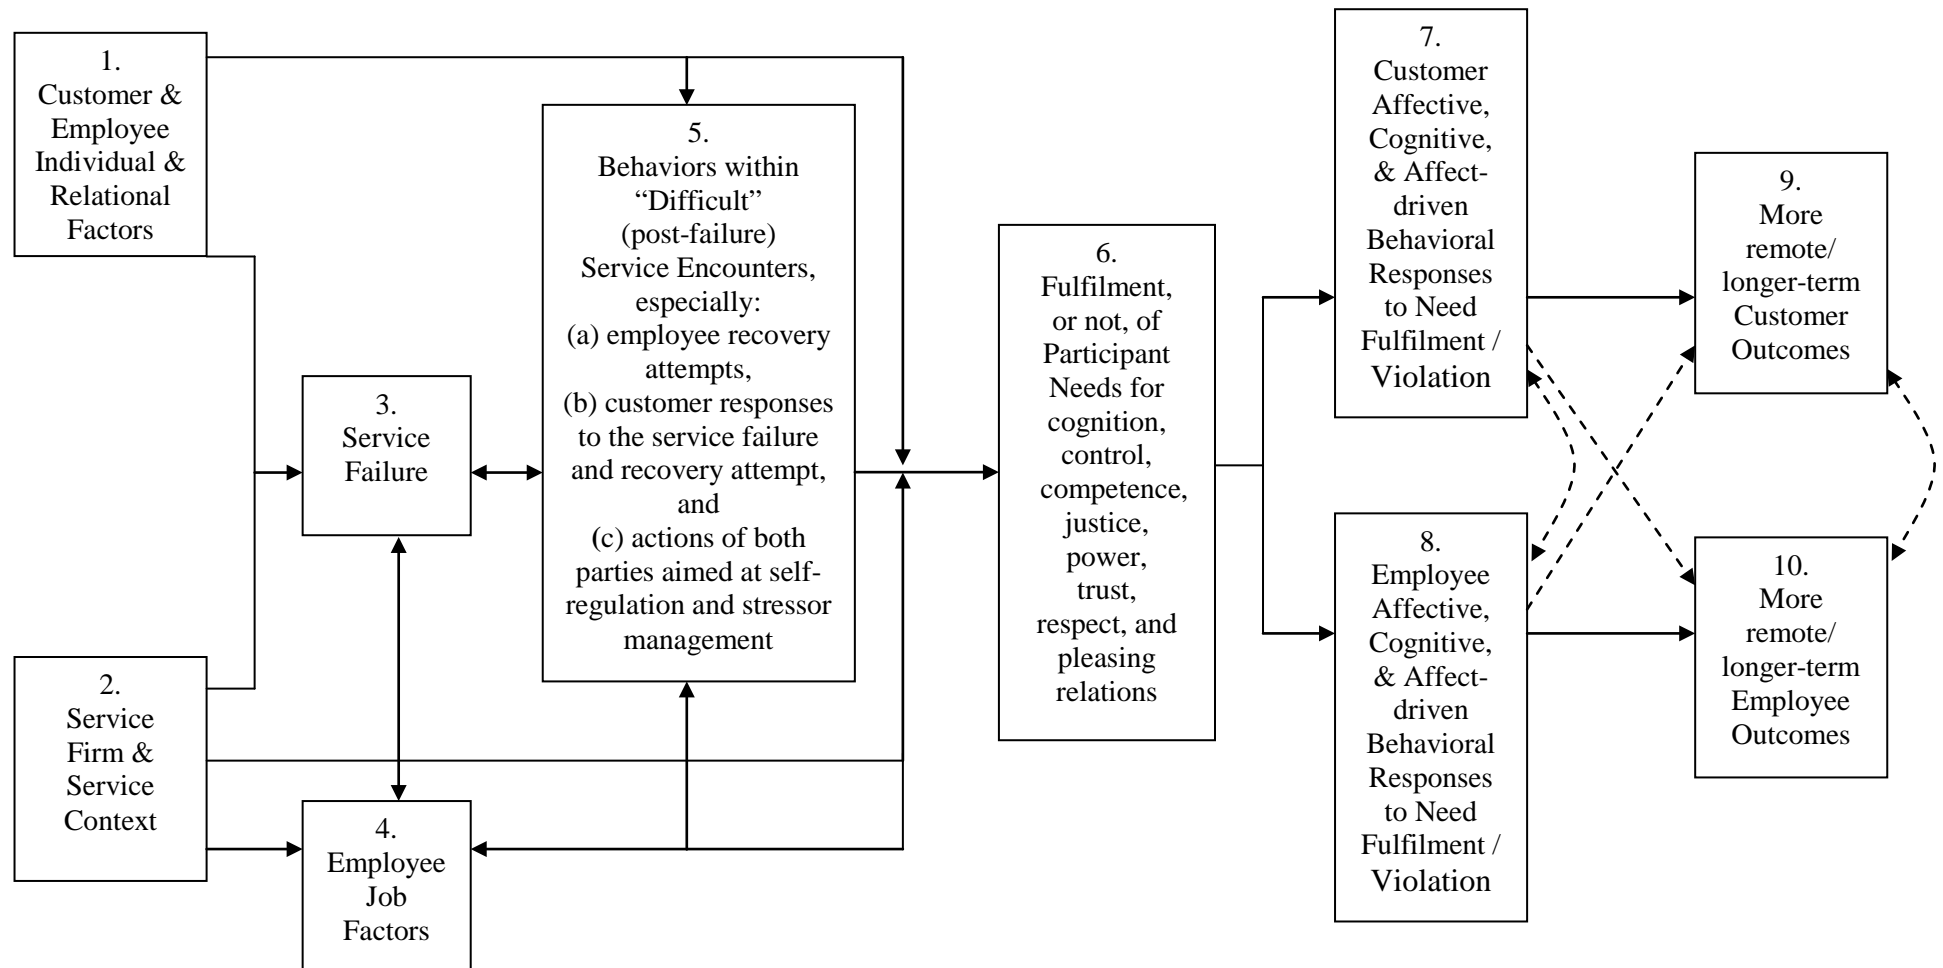 1.
Customer &
Employee
Individual &
Relational
Factors
2.
Service
Firm &
Service
Context
3.
Service
Failure
4.
Employee
Job
Factors
5.
Behaviors within
“Difficult”
(post-failure)
Service Encounters,
especially:
(a) employee recovery
attempts,
(b) customer responses
to the service failure
and recovery attempt,
and
(c) actions of both
parties aimed at self-
regulation and stressor
management
6.
Fulfilment,
or not, of
Participant
Needs for
cognition,
control,
competence,
justice,
power,
trust,
respect, and
pleasing
relations
7.
Customer
Affective,
Cognitive,
& Affect-
driven
Behavioral
Responses
to Need
Fulfilment /
Violation
8.
Employee
Affective,
Cognitive,
& Affect-
driven
Behavioral
Responses
to Need
Fulfilment /
Violation
9.
More
remote/
longer-term
Customer
Outcomes
10.
More
remote/
longer-term
Employee
Outcomes